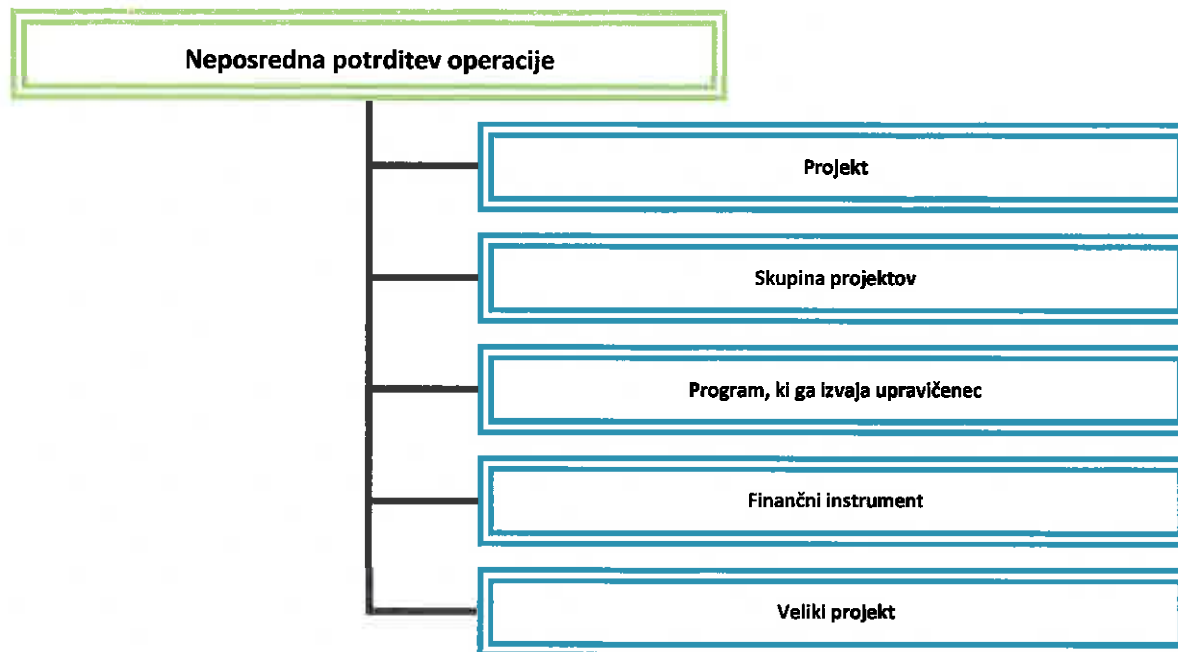 Neposredna potrditev operacije
Projekt
Skupina projektov
Program, ki ga izvaja upravičenec
Finančni instrument
Veliki projekt